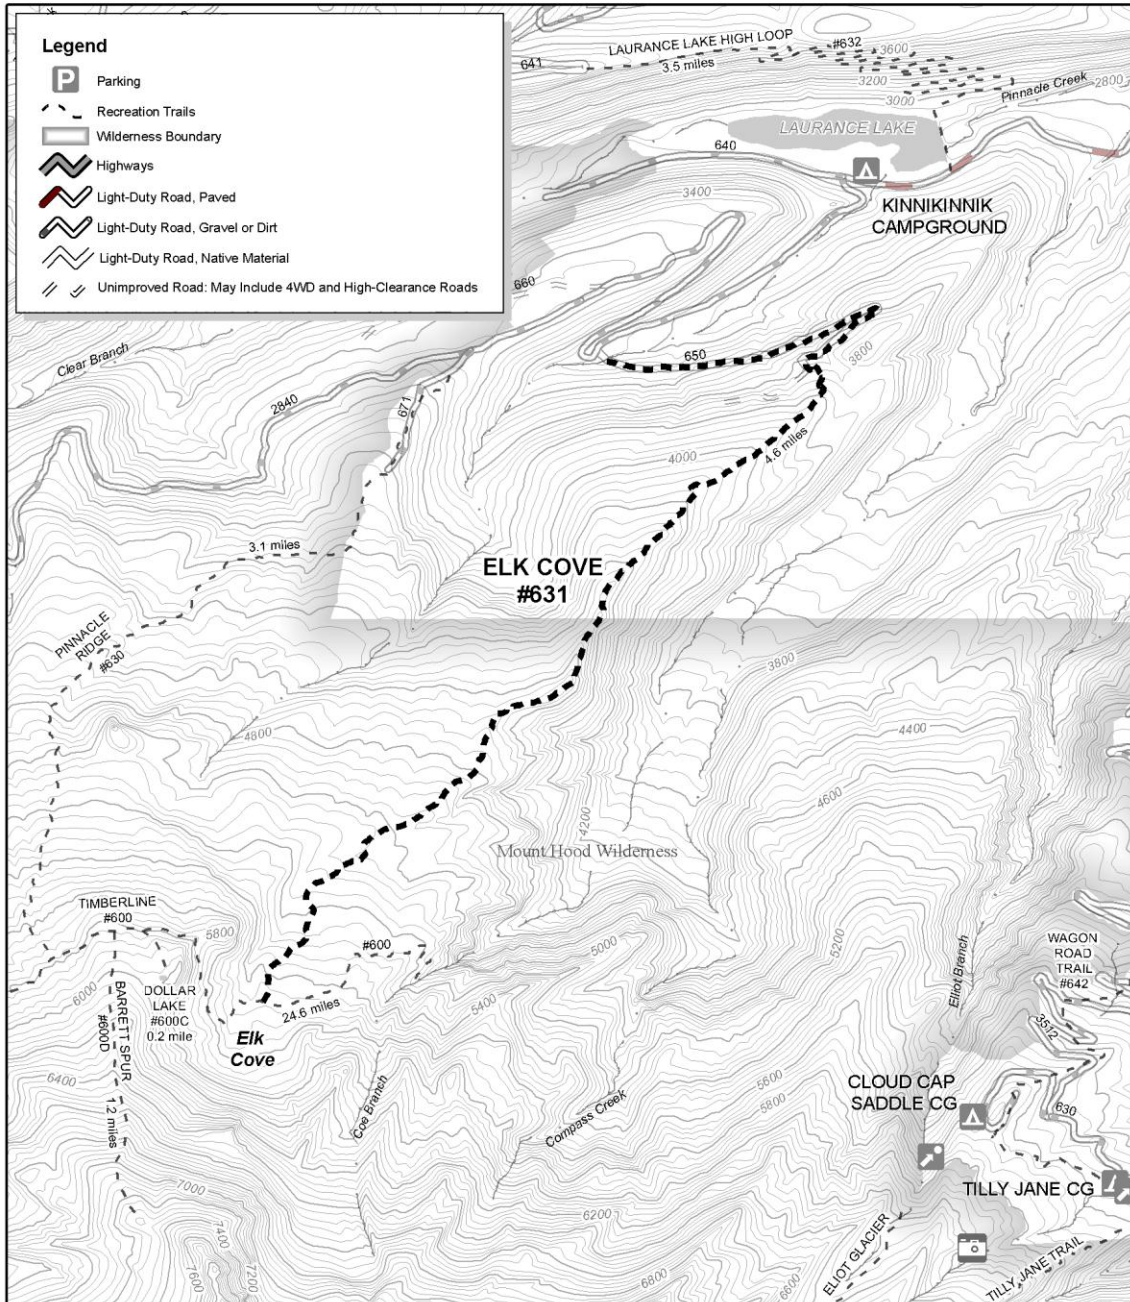 Legend
Parking
Recreation Trails
Wilderness Boundary
Highways
Light-Duty Road, Paved
Light-Duty Road, Gravel or Dirt
Light-Duty Road, Native Material
Unimproved Road: May Include 4WD and High-Clearance Roads
641
LAURANCE LAKE HIGH LOOP
#632
3.5 miles
3600
3200
3000
Pinnacle Creek
2800
LAURANCE LAKE
640
3400
KINNIKINNIK
CAMPGROUND
660
650
3800
Clear Branch
2840
671
4.6 miles
4000
3.1 miles
ELK COVE
#631
PINNACLE
RIDGE
#630
3800
4800
4400
4600
4200
Mount Hood Wilderness
TIMBERLINE
#600
5800
#600
5000
5200
Elliot Branch
WAGON
ROAD
TRAIL
#642
6000
DOLLAR
LAKE
#600C
0.2 mile
BARRETT SPUR
#600D
1.2 miles
24.6 miles
5400
Elk
Cove
3512
6400
Coe Branch
Compass Creek
5600
5800
CLOUD CAP
SADDLE CG
630
7000
TILLY JANE CG
6200
ELIOT GLACIER
TILLY JANE TRAIL
7400
7200
7600
6800
6600